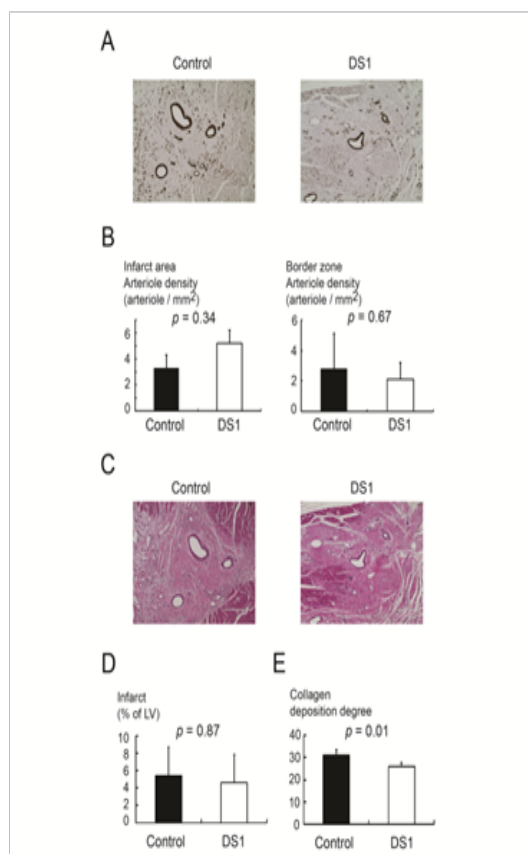 A
Control
DS1
B
Infarct area
Arteriole density
(arteriole / mm²)
p = 0.34
6
4
2
0
Control
DS1
Border zone
Arteriole density
(arteriole / mm²)
p = 0.67
6
4
2
0
Control
DS1
C
Control
DS1
D
Infarct
(% of LV)
p = 0.87
10
8
6
4
2
0
Control
DS1
E
Collagen
deposition degree
p = 0.01
40
30
20
10
0
Control
DS1